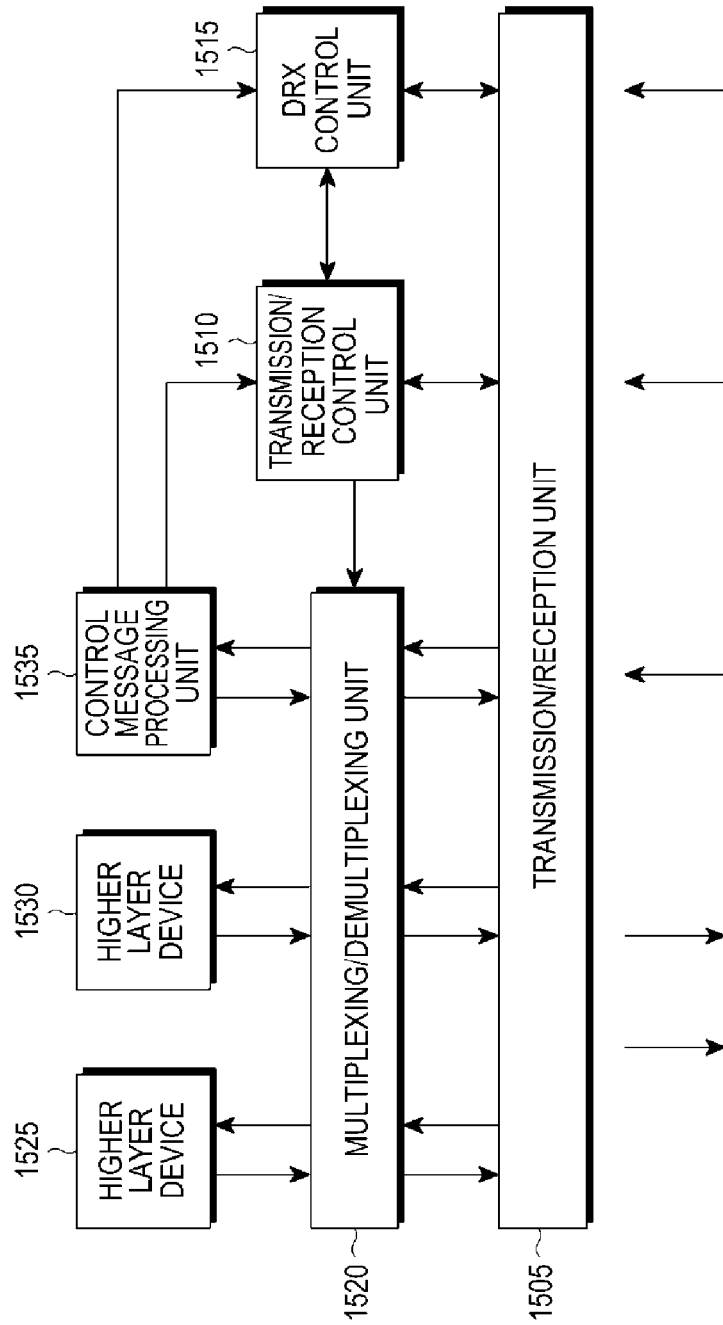 1525
HIGHER
LAYER
DEVICE
1530
HIGHER
LAYER
DEVICE
1535
CONTROL
MESSAGE
PROCESSING
UNIT
1510
TRANSMISSION/
RECEPTION
CONTROL
UNIT
1515
DRX
CONTROL
UNIT
1520
MULTIPLEXING/DEMULTIPLEXING UNIT
1505
TRANSMISSION/RECEPTION UNIT